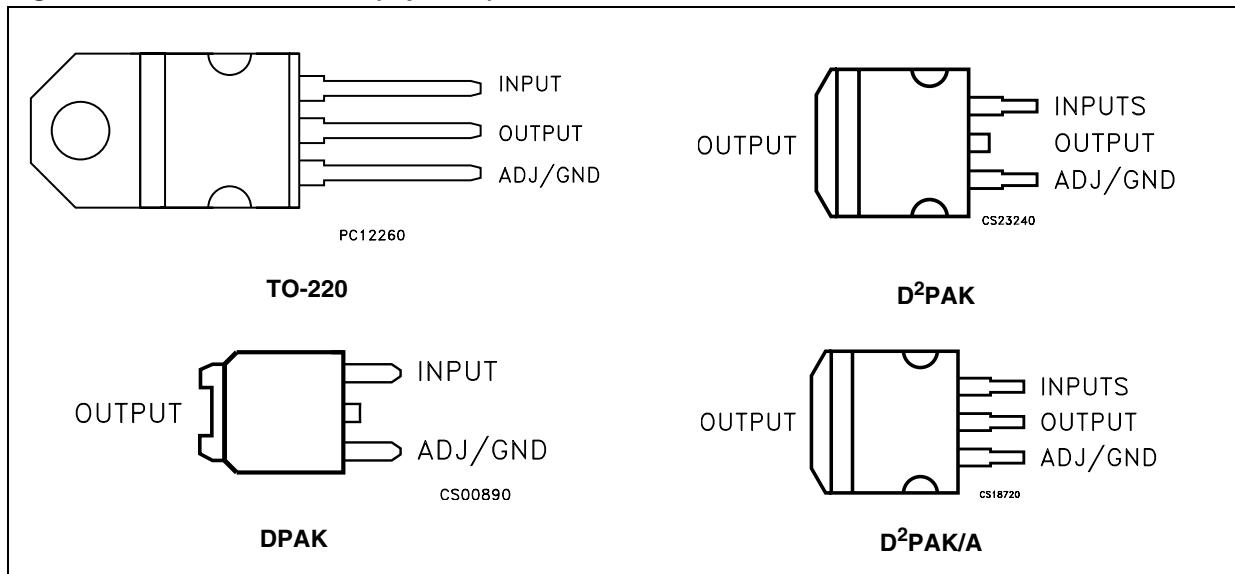 INPUT
OUTPUT
ADJ/GND
PC12260
TO-220
OUTPUT
INPUTS
OUTPUT
ADJ/GND
CS23240
D²PAK
OUTPUT
INPUT
ADJ/GND
CS00890
DPAK
OUTPUT
INPUTS
OUTPUT
ADJ/GND
CS18720
D²PAK/A